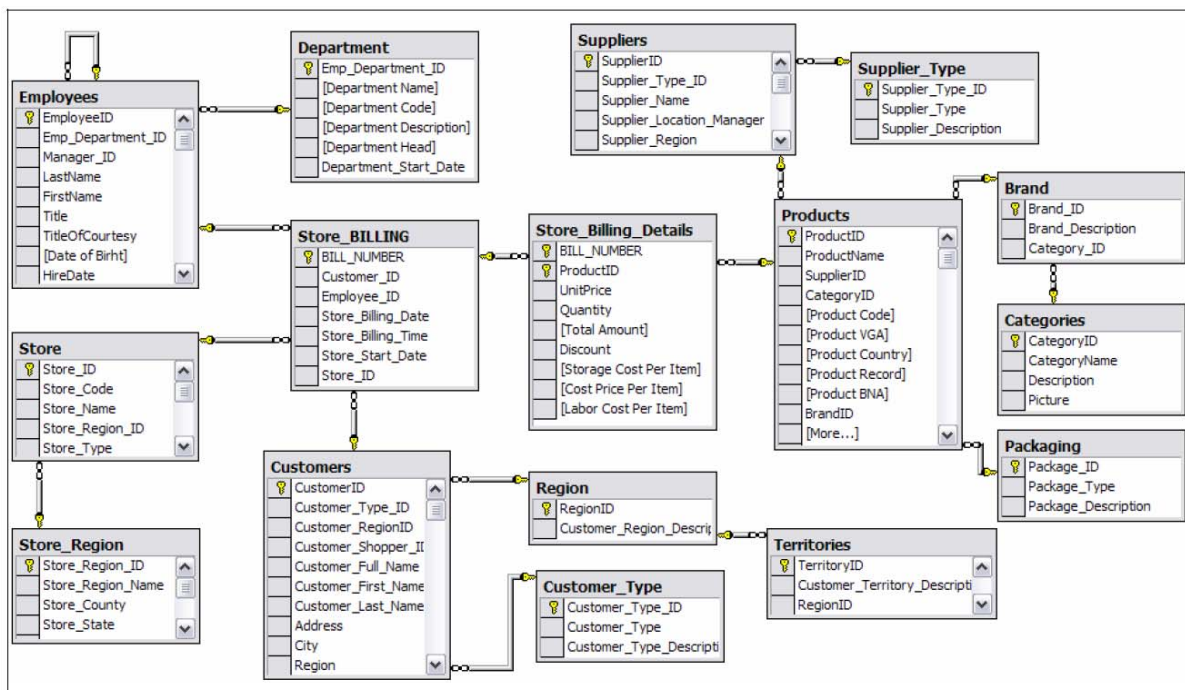 Employees
EmployeeID
Emp_Department_ID
Manager_ID
LastName
FirstName
Title
TitleOfCourtesy
[Date of Birht]
HireDate
Department
Emp_Department_ID
[Department Name]
[Department Code]
[Department Description]
[Department Head]
Department_Start_Date
Suppliers
SupplierID
Supplier_Type_ID
Supplier_Name
Supplier_Location_Manager
Supplier_Region
Supplier_Type
Supplier_Type_ID
Supplier_Type
Supplier_Description
Store_BILLING
BILL_NUMBER
Customer_ID
Employee_ID
Store_Billing_Date
Store_Billing_Time
Store_Start_Date
Store_ID
Store_Billing_Details
BILL_NUMBER
ProductID
UnitPrice
Quantity
[Total Amount]
Discount
[Storage Cost Per Item]
[Cost Price Per Item]
[Labor Cost Per Item]
Products
ProductID
ProductName
SupplierID
CategoryID
[Product Code]
[Product VGA]
[Product Country]
[Product Record]
[Product BNA]
BrandID
[More...]
Brand
Brand_ID
Brand_Description
Category_ID
Categories
CategoryID
CategoryName
Description
Picture
Packaging
Package_ID
Package_Type
Package_Description
Store
Store_ID
Store_Code
Store_Name
Store_Region_ID
Store_Type
Store_Region
Store_Region_ID
Store_Region_Name
Store_County
Store_State
Customers
CustomerID
Customer_Type_ID
Customer_RegionID
Customer_Shopper_I
Customer_Full_Name
Customer_First_Name
Customer_Last_Name
Address
City
Region
Region
RegionID
Customer_Region_Descri
Customer_Type
Customer_Type_ID
Customer_Type
Customer_Type_Descripti
Territories
TerritoryID
Customer_Territory_Descripti
RegionID